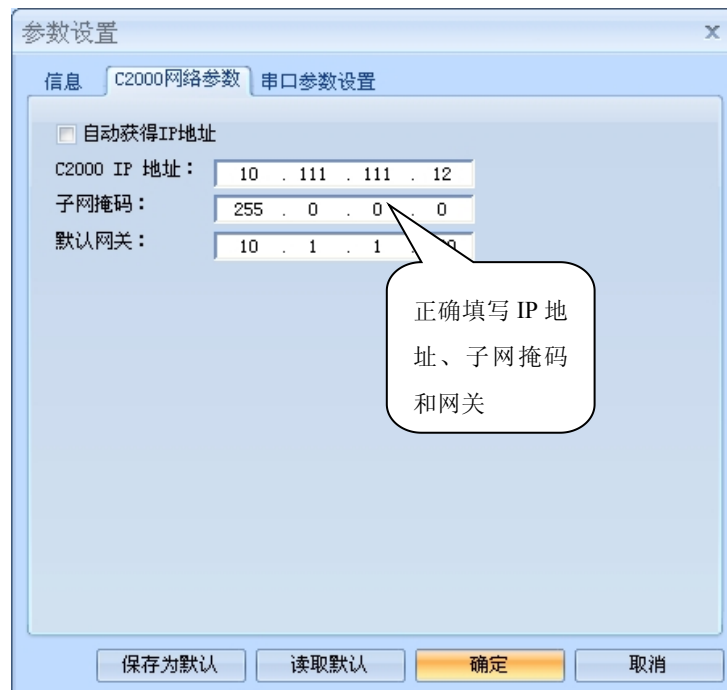 参数设置
信息 C2000网络参数 串口参数设置
自动获得IP地址
C2000 IP 地址： 10 . 111 . 111 . 12
子网掩码： 255 . 0 . 0 . 0
默认网关： 10 . 1 . 1 .
正确填写 IP 地
址、子网掩码
和网关
保存为默认 读取默认 确定 取消